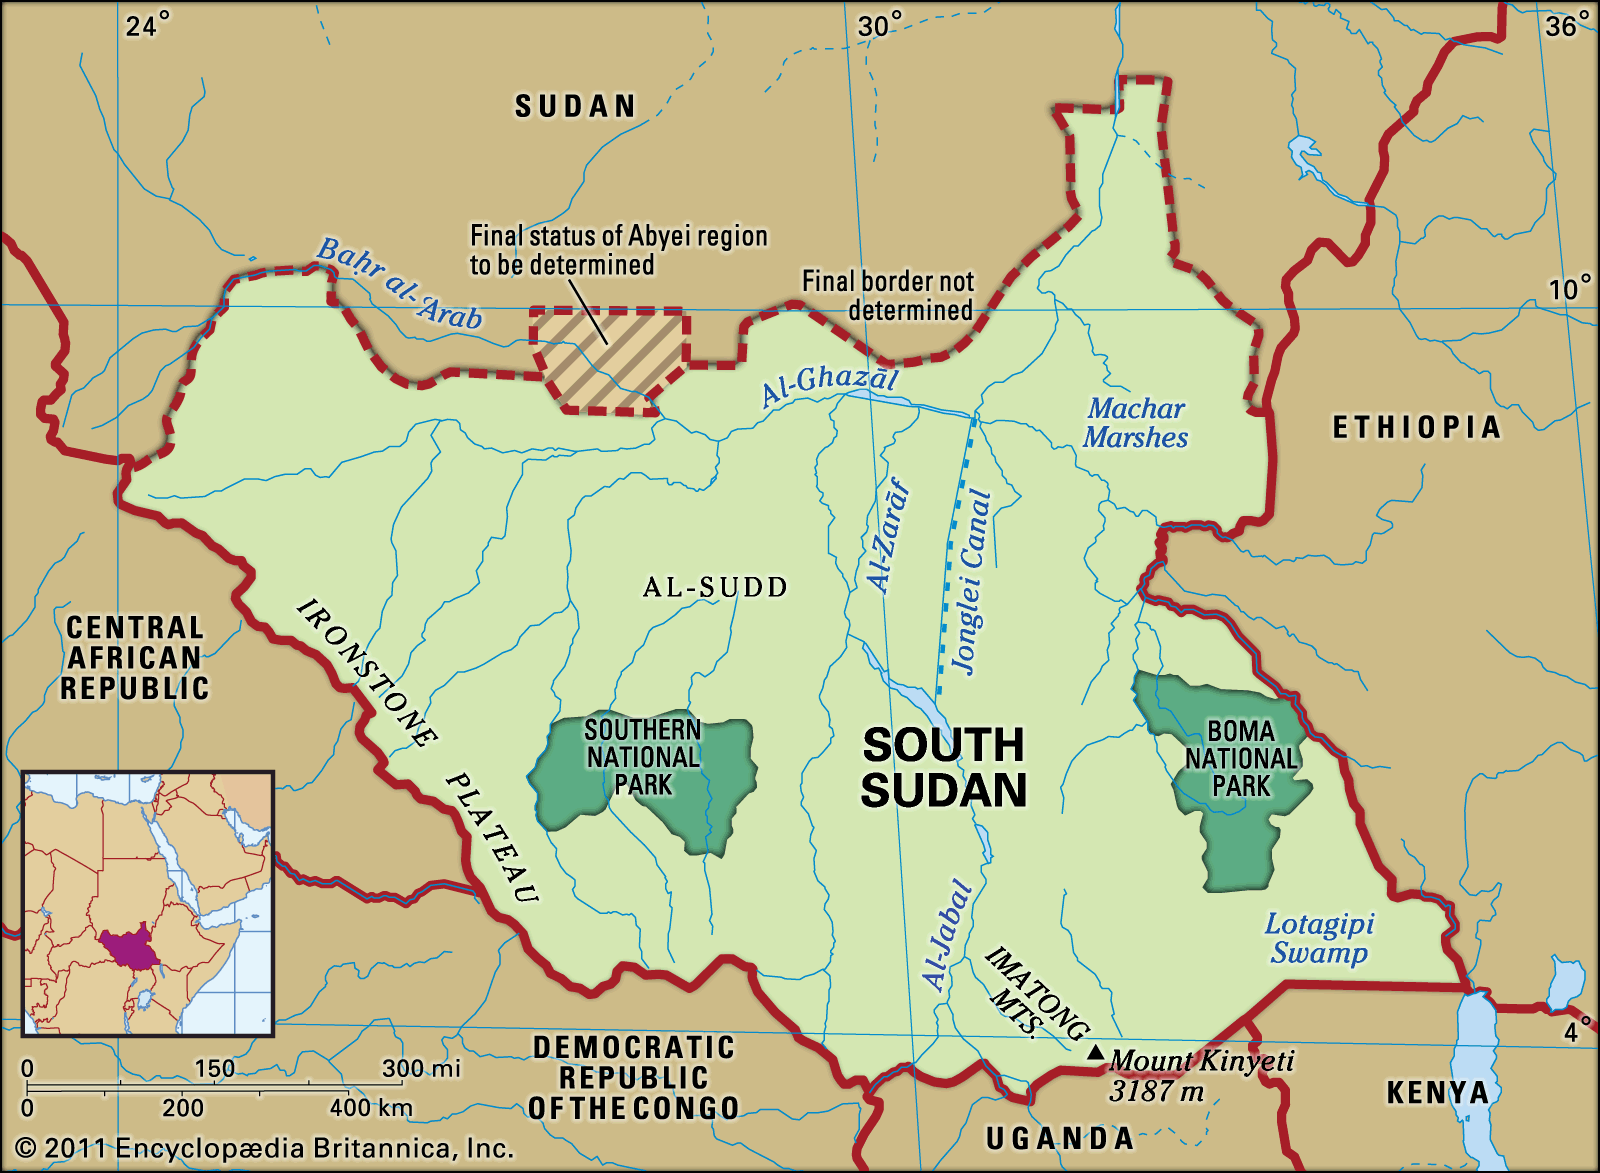 24°
30°
36°
SUDAN
Final status of Abyei region
to be determined
Baḥr al-ʿArab
Final border not
determined
10°
Al-Ghazāl
Machar
Marshes
ETHIOPIA
Al-Zarāf
Jonglei Canal
AL-SUDD
IRONSTONE PLATEAU
CENTRAL
AFRICAN
REPUBLIC
SOUTHERN
NATIONAL
PARK
SOUTH
SUDAN
BOMA
NATIONAL
PARK
Al-Jabal
IMATONG
MTS.
Lotagipi
Swamp
4°
Mount Kinyeti
3187 m
DEMOCRATIC
REPUBLIC
OF THE CONGO
UGANDA
KENYA
0 150 300 mi
0 200 400 km
© 2011 Encyclopædia Britannica, Inc.